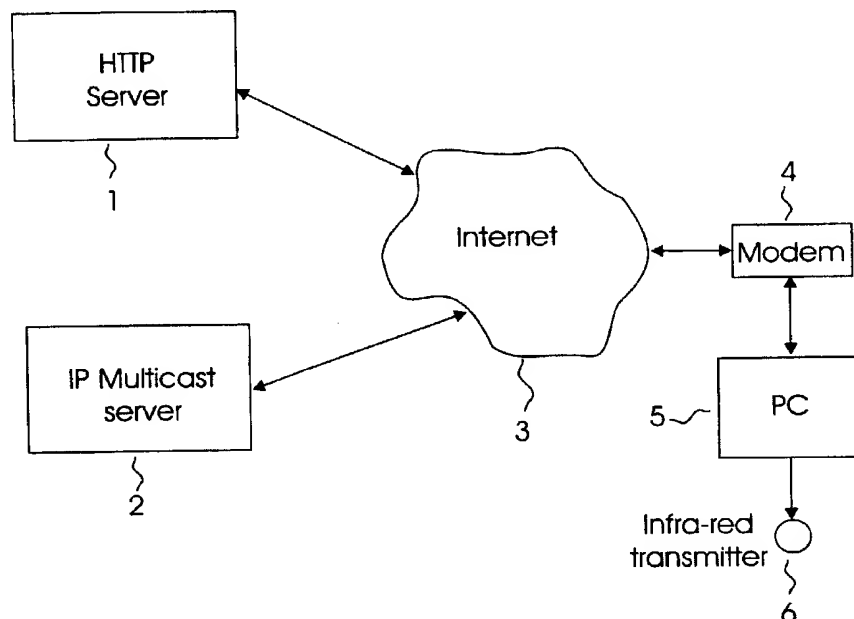 HTTP
Server
1
IP Multicast
server
2
Internet
3
4
Modem
5
PC
Infra-red
transmitter
6